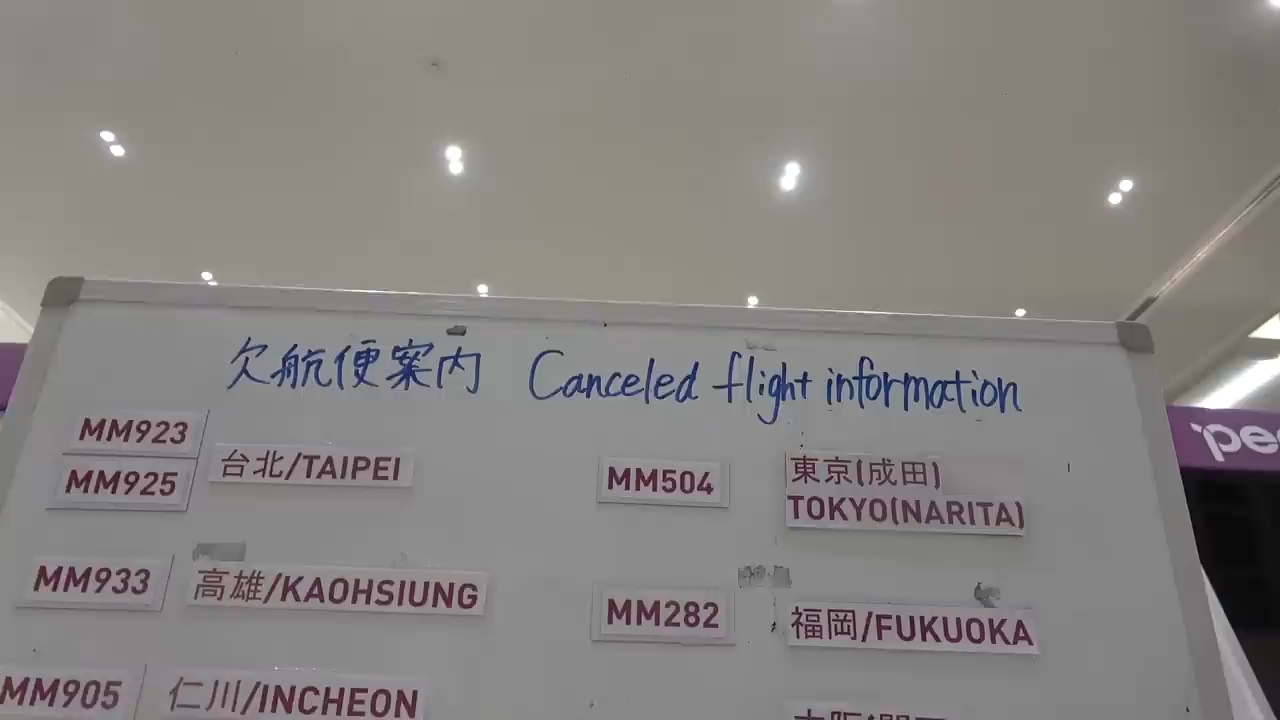 欠航便案内 Canceled flight information
MM923
MM925
台北/TAIPEI
MM933
高雄/KAOHSIUNG
MM905
仁川/INCHEON
MM504
東京(成田)
TOKYO(NARITA)
MM282
福岡/FUKUOKA